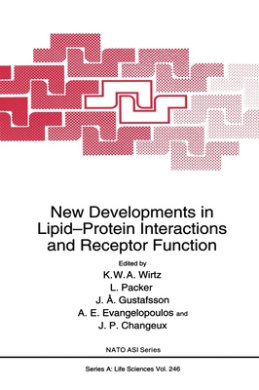 New Developments in
Lipid–Protein Interactions
and Receptor Function
Edited by
K.W.A. Wirtz
L. Packer
J. Å. Gustafsson
A. E. Evangelopoulos and
J. P. Changeux
NATO ASI Series
Series A: Life Sciences Vol. 246